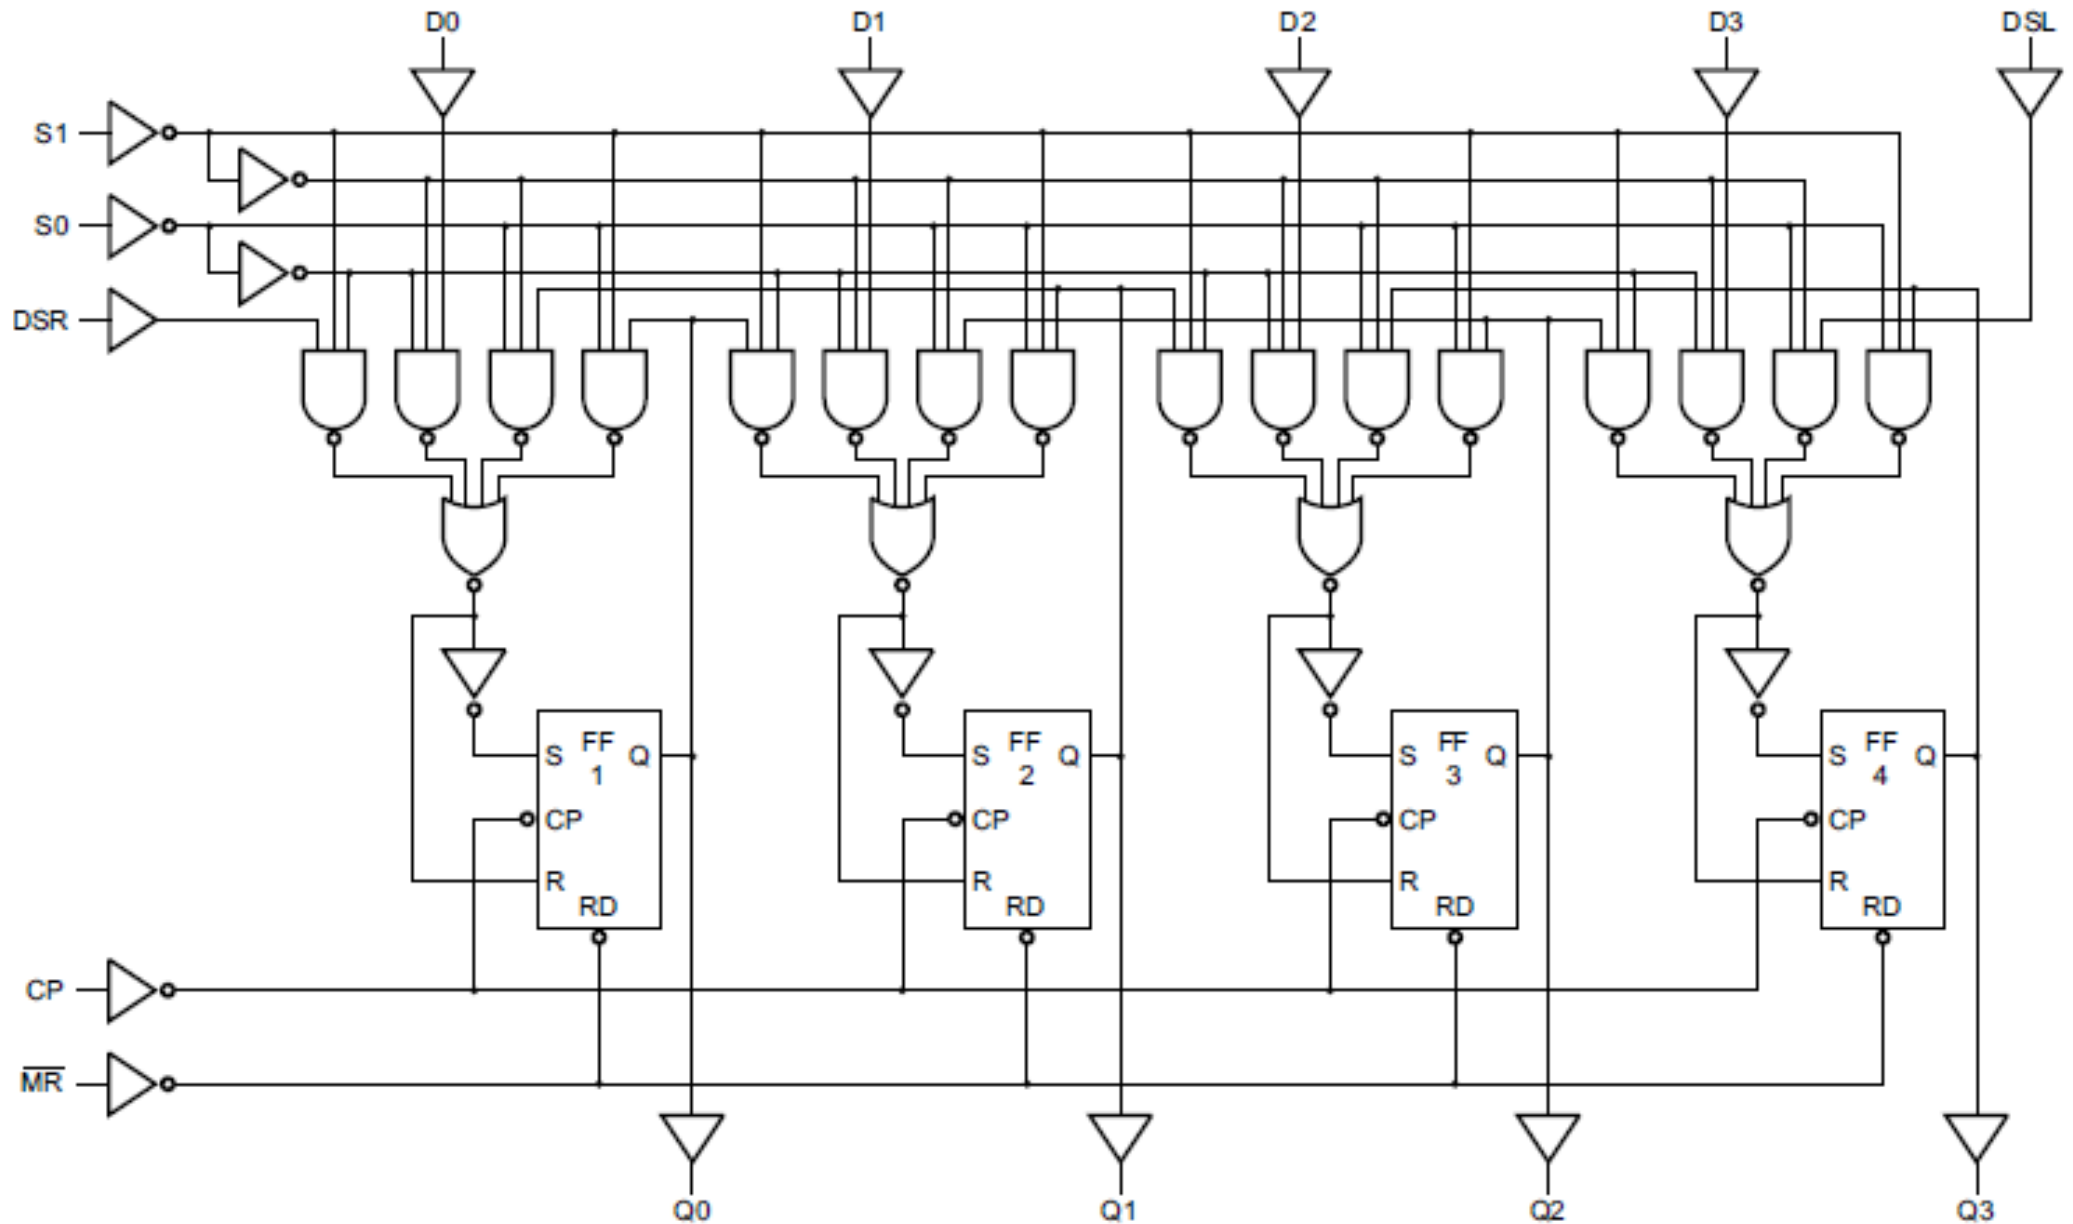 D0 D1 D2 D3 DSL
S1
S0
DSR
S FF Q S FF Q S FF Q S FF Q
1 2 3 4
CP CP CP CP
R R R R
RD RD RD RD
CP
M̅R̅
Q0 Q1 Q2 Q3